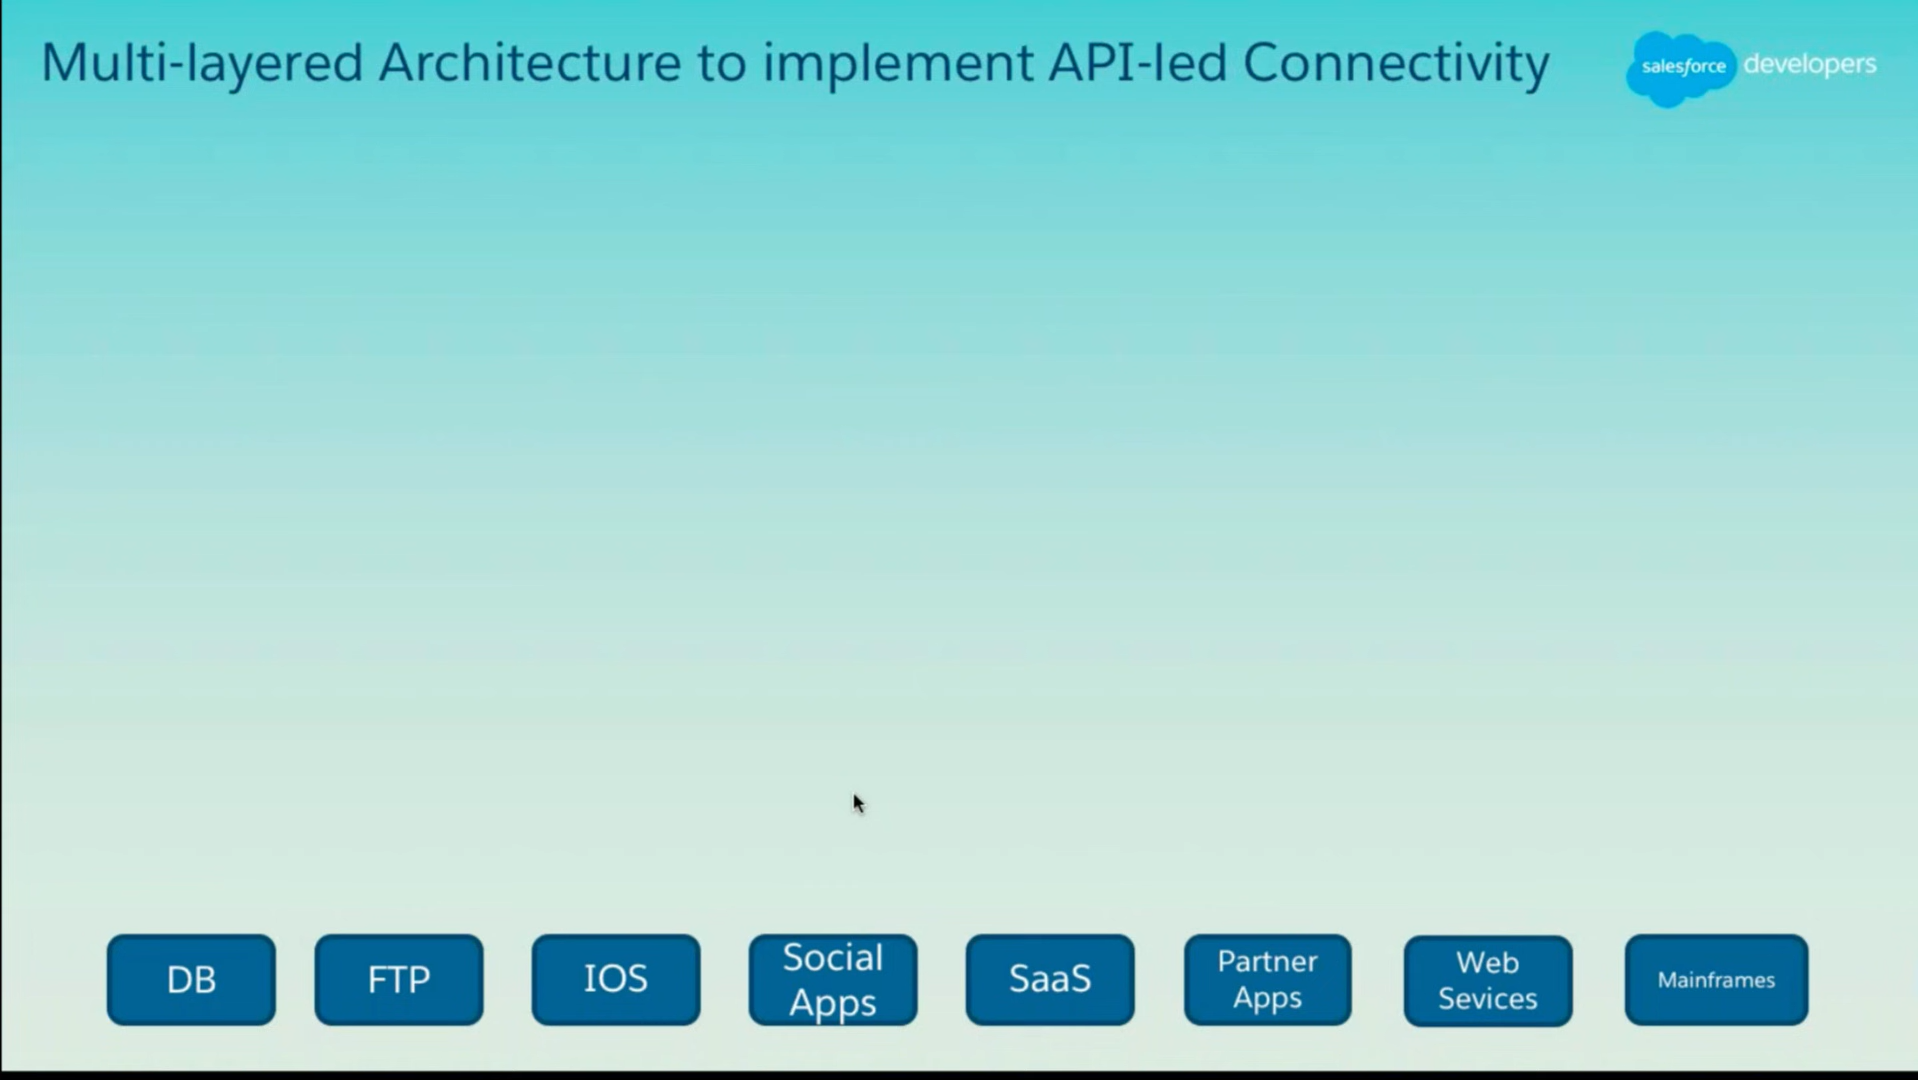 Multi-layered Architecture to implement API-led Connectivity
salesforce developers
DB
FTP
IOS
Social
Apps
SaaS
Partner
Apps
Web
Sevices
Mainframes